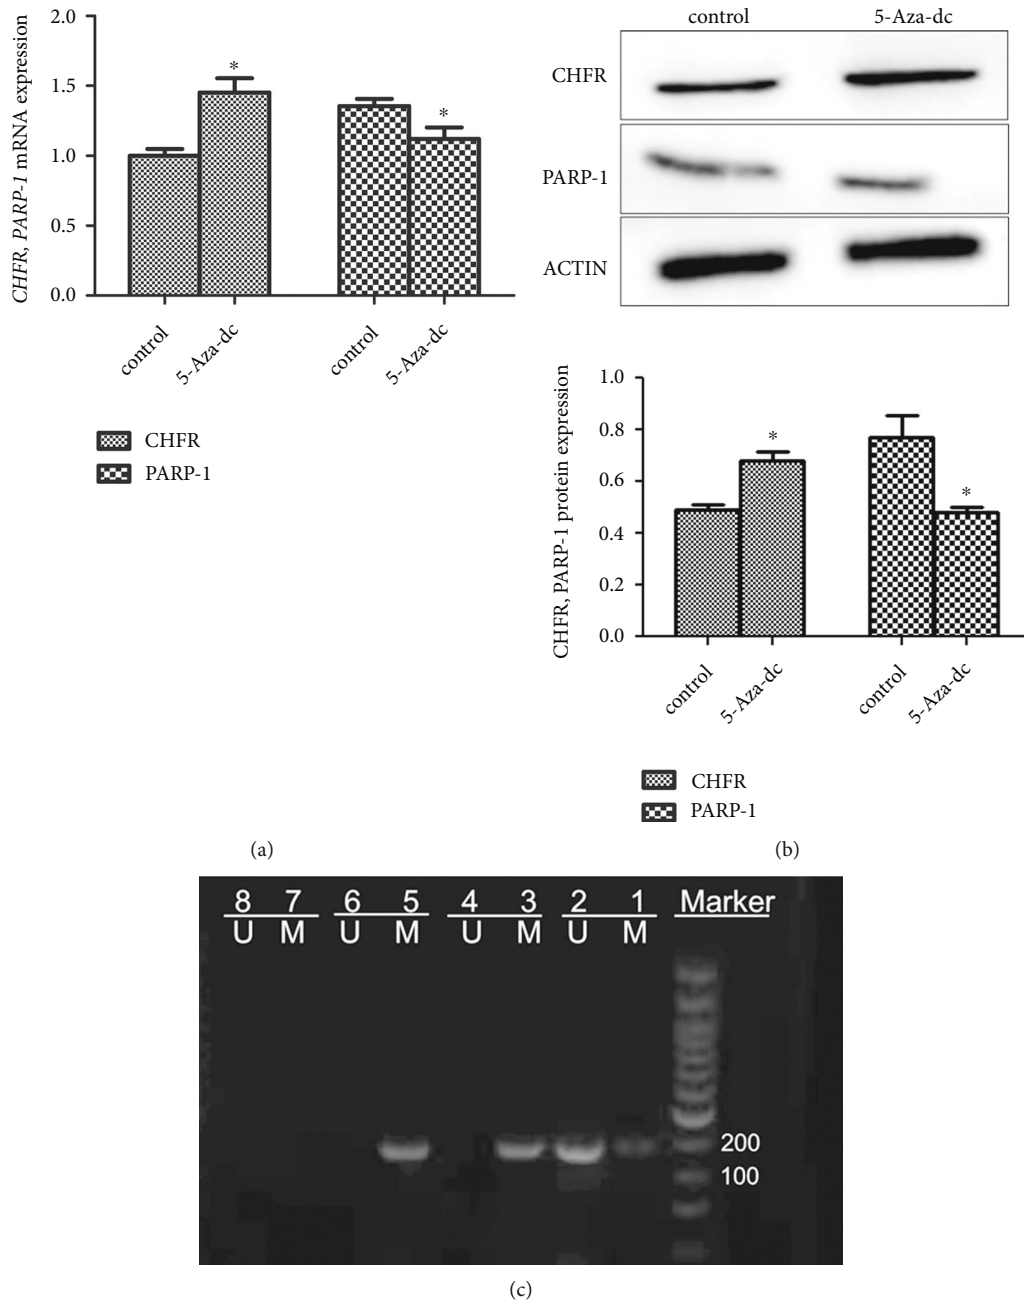 CHFR, PARP-1 mRNA expression
2.0
1.5
1.0
0.5
0.0
*
*
control
5-Aza-dc
control
5-Aza-dc
CHFR
PARP-1
control 5-Aza-dc
CHFR
PARP-1
ACTIN
CHFR, PARP-1 protein expression
1.0
0.8
0.6
0.4
0.2
0.0
*
*
control
5-Aza-dc
control
5-Aza-dc
CHFR
PARP-1
(a)
(b)
8 7 6 5 4 3 2 1 Marker
U M U M U M U M
200
100
(c)